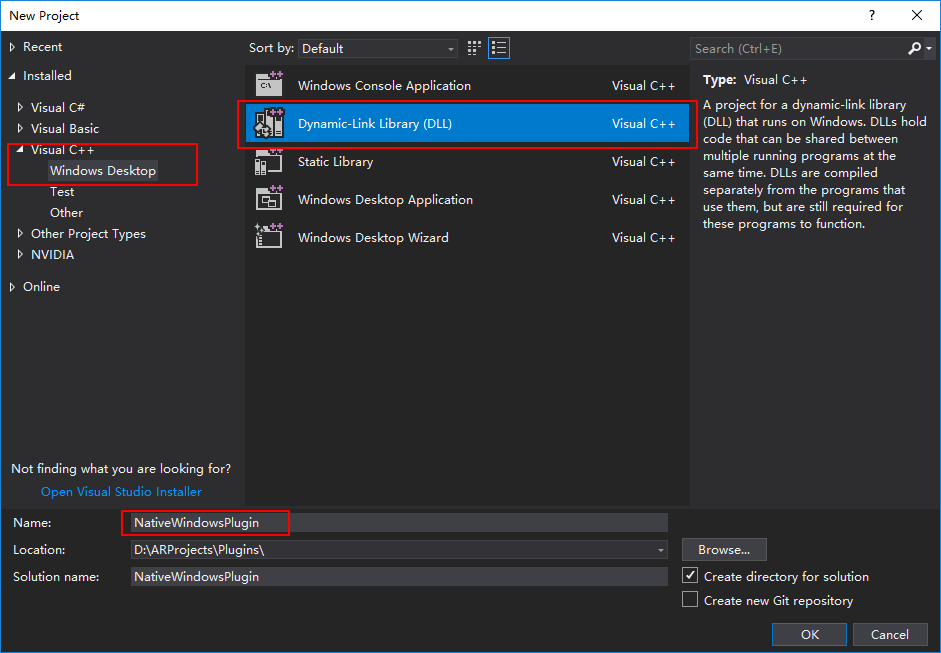 New Project
?
Recent
Installed
Visual C#
Visual Basic
Visual C++
Windows Desktop
Test
Other
Other Project Types
NVIDIA
Online
Not finding what you are looking for?
Open Visual Studio Installer
Sort by: Default
Windows Console Application Visual C++
Dynamic-Link Library (DLL) Visual C++
Static Library Visual C++
Windows Desktop Application Visual C++
Windows Desktop Wizard Visual C++
Search (Ctrl+E)
Type: Visual C++
A project for a dynamic-link library
(DLL) that runs on Windows. DLLs hold
code that can be shared between
multiple running programs at the
same time. DLLs are compiled
separately from the programs that
use them, but are still required for
these programs to function.
Name: NativeWindowsPlugin
Location: D:\ARProjects\Plugins\ Browse...
Solution name: NativeWindowsPlugin
Create directory for solution
Create new Git repository
OK Cancel